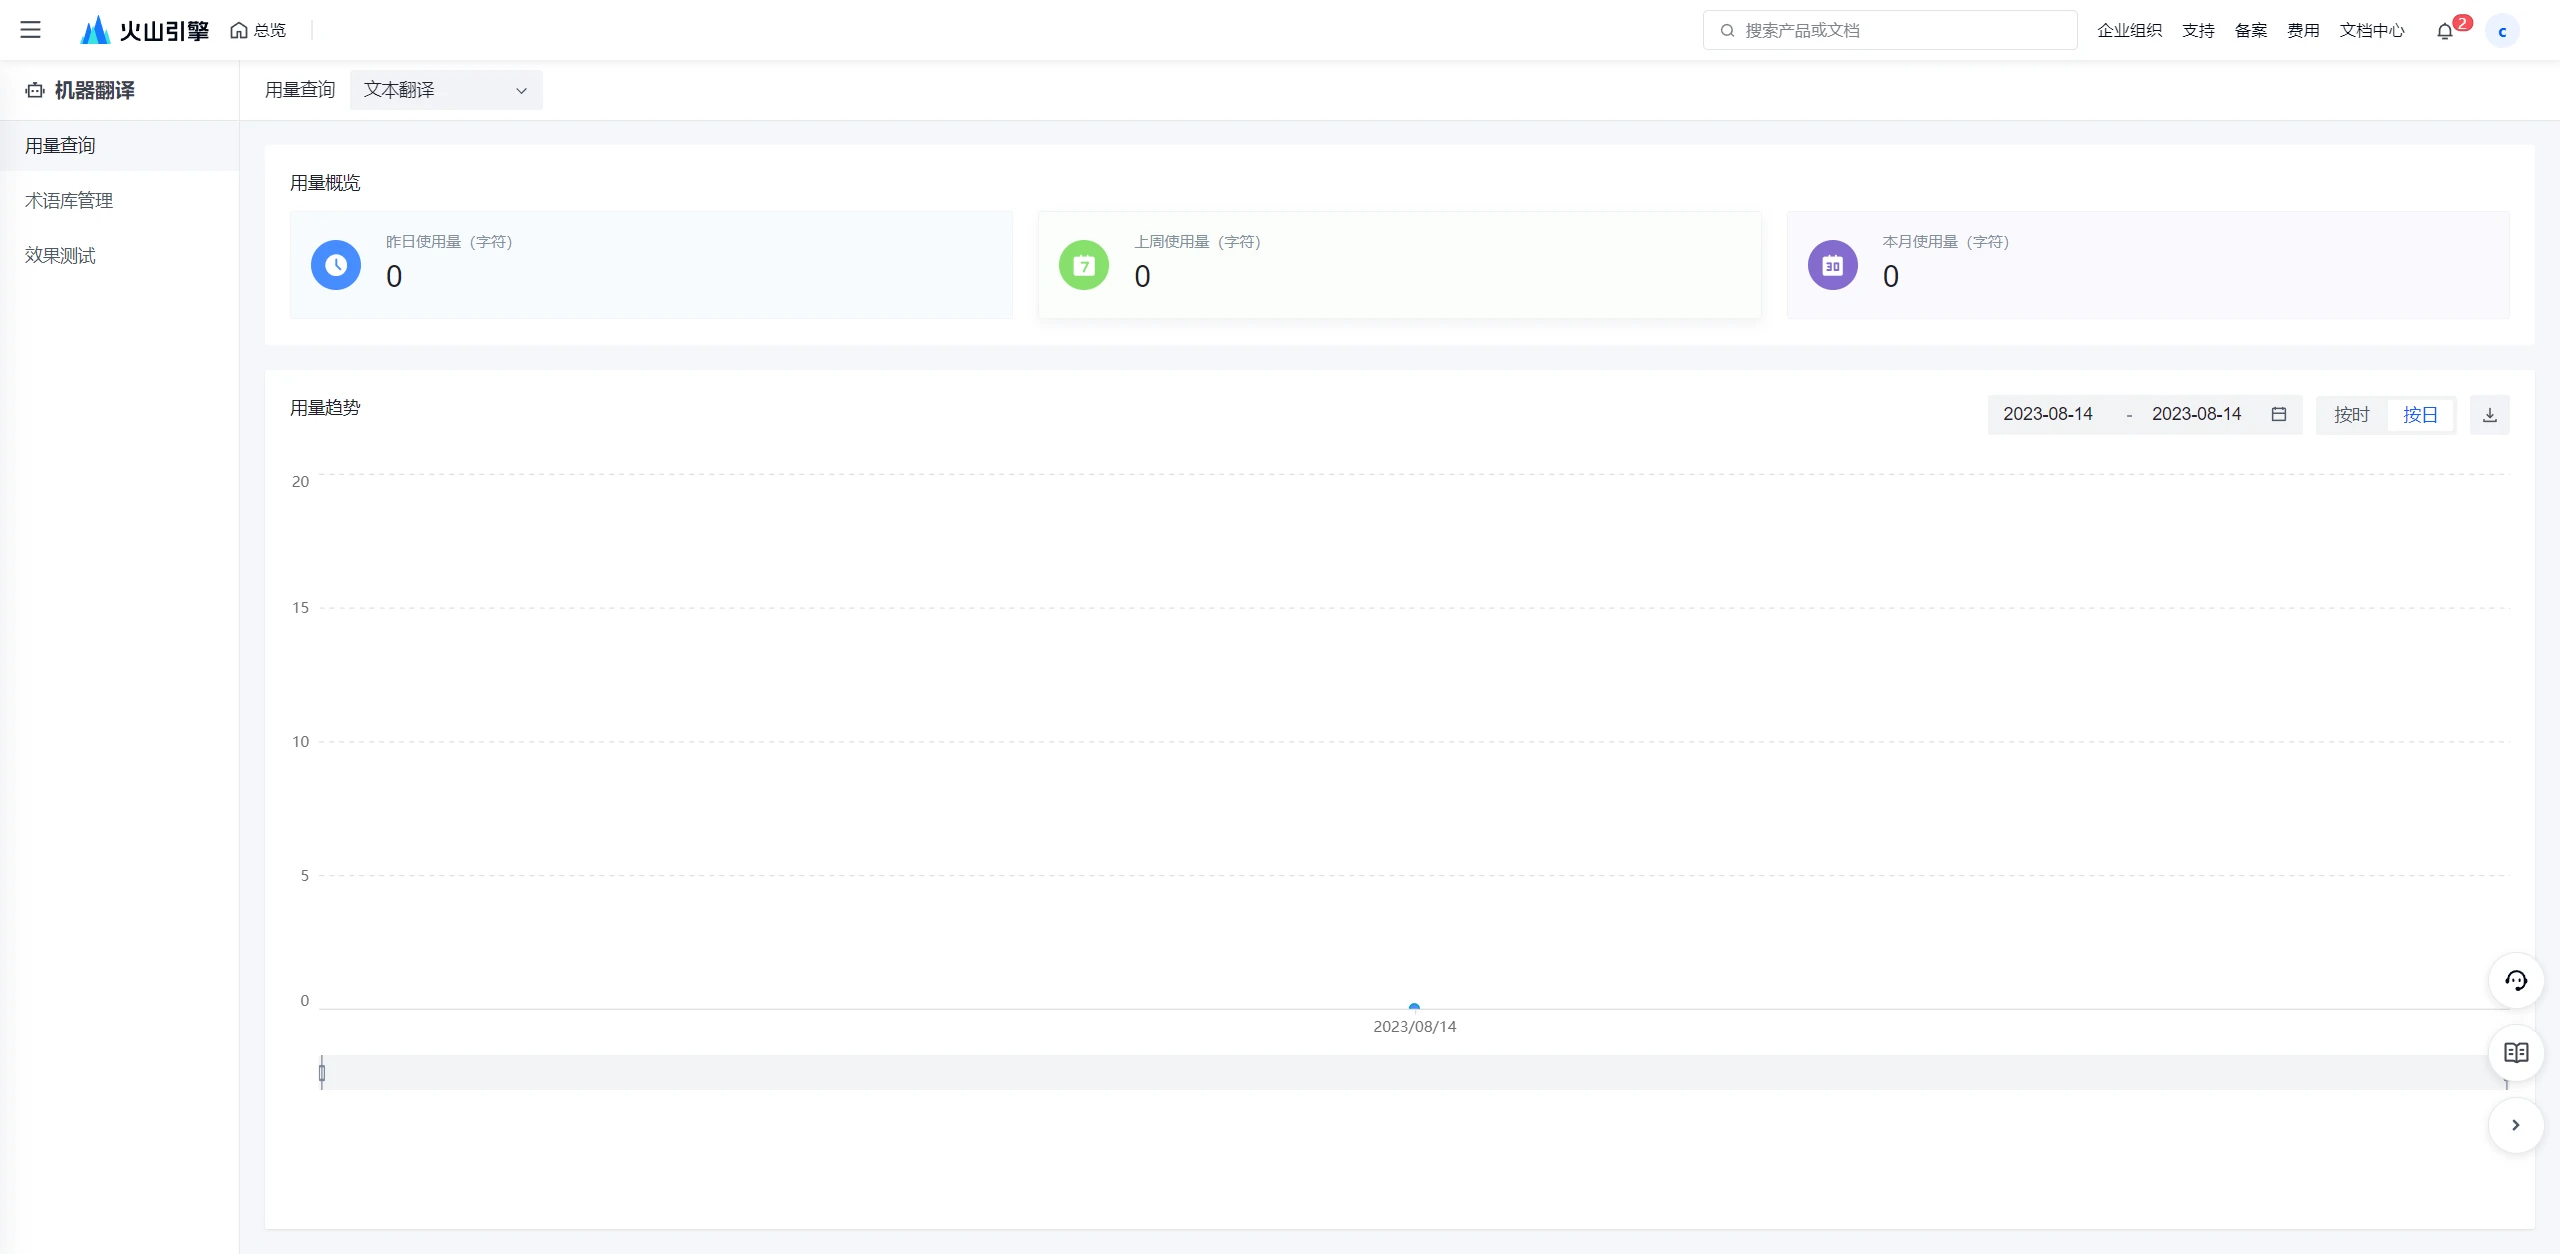 火山引擎 总览 搜索产品或文档 企业组织 支持 备案 费用 文档中心 2 c
机器翻译
用量查询 文本翻译
用量查询
术语库管理
效果测试
用量概览
昨日使用量（字符）
0
7
上周使用量（字符）
0
30
本月使用量（字符）
0
用量趋势
2023-08-14 - 2023-08-14 按时 按日
20
15
10
5
0
2023/08/14